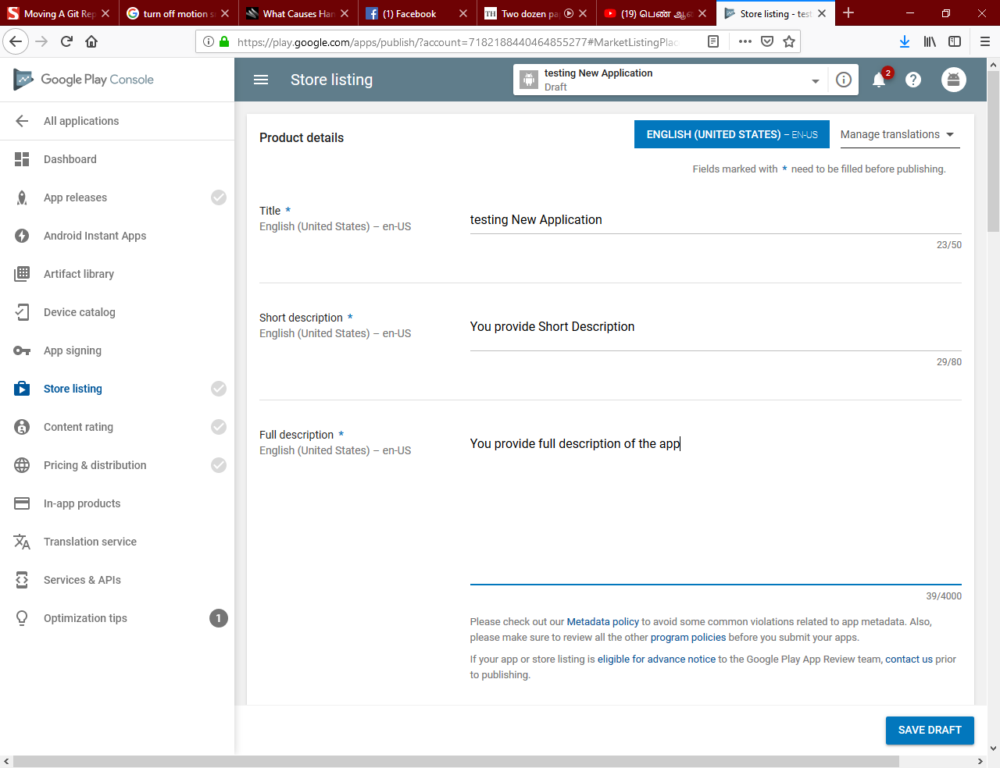 Moving A Git Rep
turn off motion s
What Causes Han
(1) Facebook
Two dozen pa
(19) பெண் ஆ
Store listing - test
https://play.google.com/apps/publish/?account=7182188440464855277#MarketListingPlac
Google Play Console
Store listing
testing New Application
Draft
2
All applications
Dashboard
App releases
Android Instant Apps
Artifact library
Device catalog
App signing
Store listing
Content rating
Pricing & distribution
In-app products
Translation service
Services & APIs
Optimization tips
1
Product details
ENGLISH (UNITED STATES) – EN-US
Manage translations
Fields marked with * need to be filled before publishing.
Title *
English (United States) – en-US
testing New Application
23/50
Short description *
English (United States) – en-US
You provide Short Description
29/80
Full description *
English (United States) – en-US
You provide full description of the app
39/4000
Please check out our Metadata policy to avoid some common violations related to app metadata. Also,
please make sure to review all the other program policies before you submit your apps.
If your app or store listing is eligible for advance notice to the Google Play App Review team, contact us prior
to publishing.
SAVE DRAFT